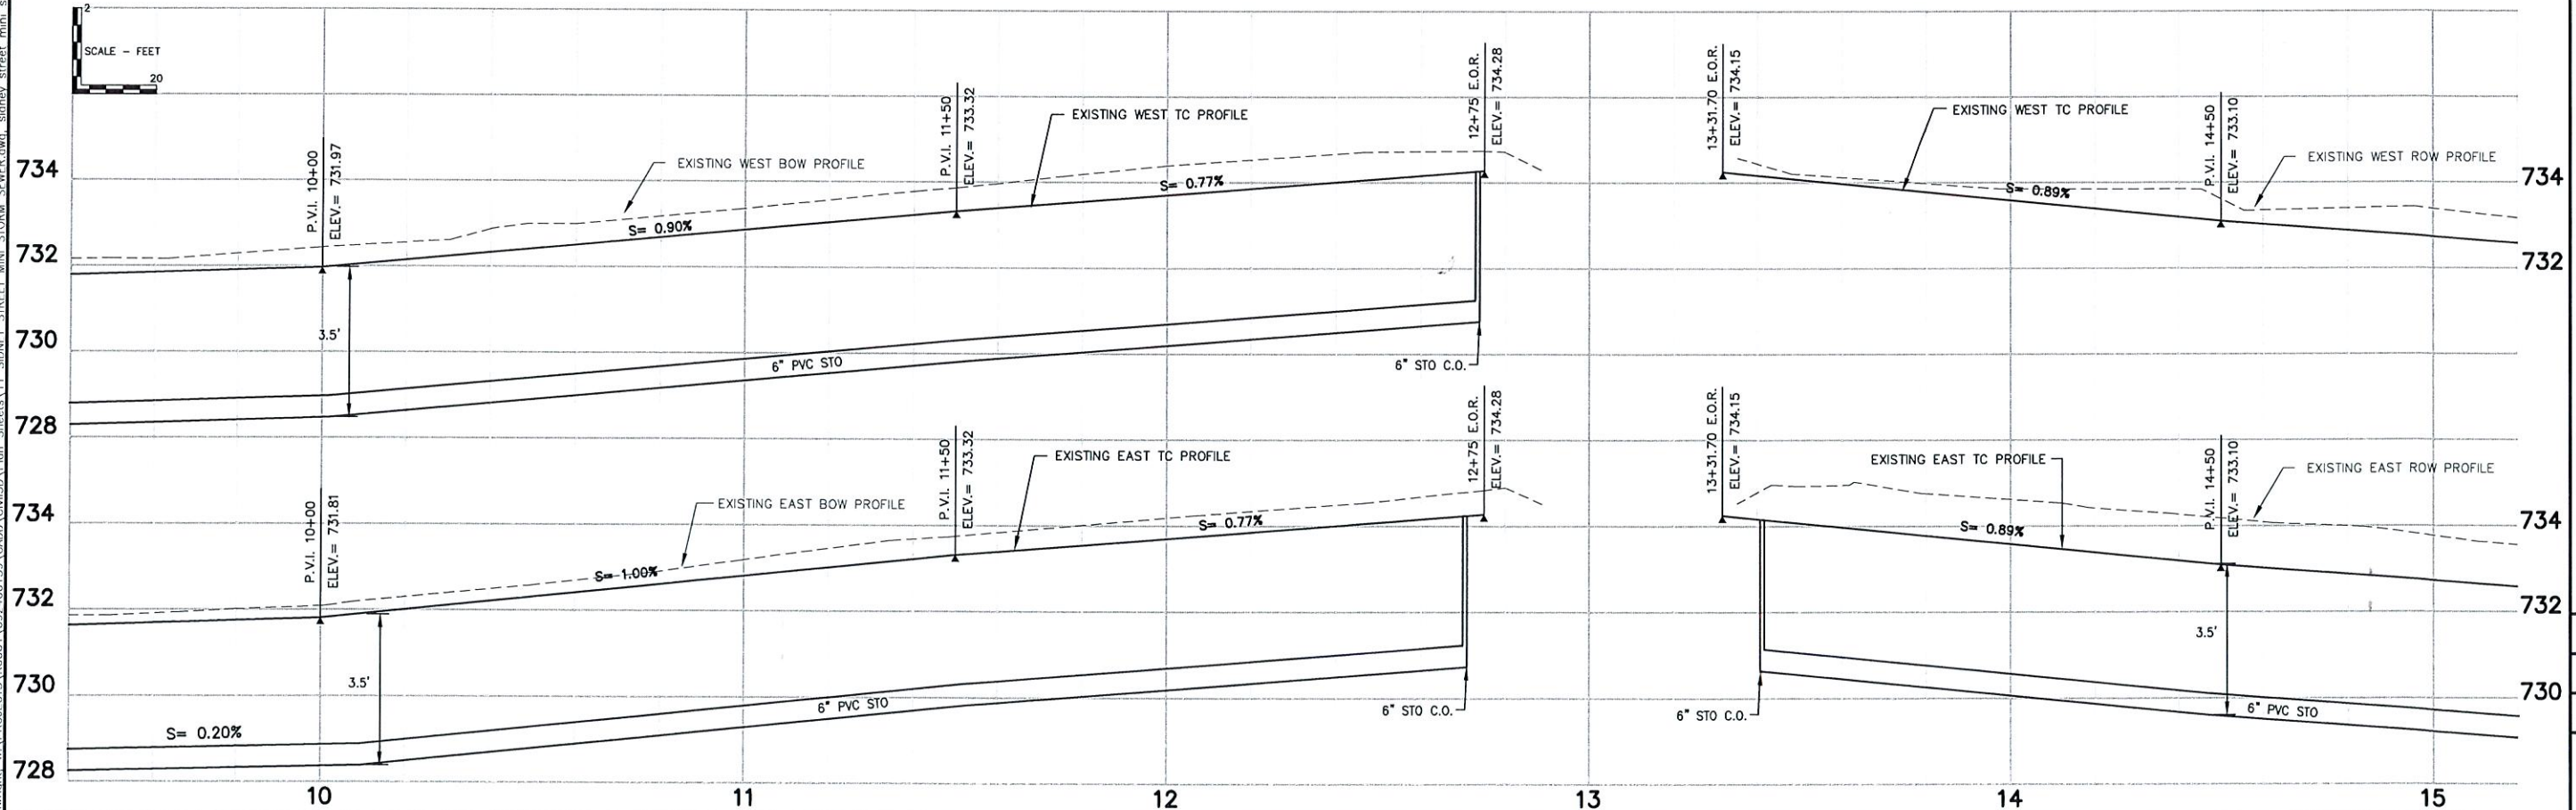 2
SCALE - FEET
20
P.V.I. 10+00
ELEV.= 731.97
P.V.I. 11+50
ELEV.= 733.32
12+75 E.O.R.
ELEV.= 734.28
13+31.70 E.O.R.
ELEV.= 734.15
P.V.I. 14+50
ELEV.= 733.10
EXISTING WEST BOW PROFILE
EXISTING WEST TC PROFILE
EXISTING WEST TC PROFILE
EXISTING WEST ROW PROFILE
734
734
S= 0.90%
S= 0.77%
S= 0.89%
732
732
730
3.5'
6" PVC STO
6" STO C.O.
728
P.V.I. 10+00
ELEV.= 731.81
P.V.I. 11+50
ELEV.= 733.32
12+75 E.O.R.
ELEV.= 734.28
13+31.70 E.O.R.
ELEV.= 734.15
P.V.I. 14+50
ELEV.= 733.10
EXISTING EAST BOW PROFILE
EXISTING EAST TC PROFILE
EXISTING EAST TC PROFILE
EXISTING EAST ROW PROFILE
734
734
S= 1.00%
S= 0.77%
S= 0.89%
732
732
3.5'
730
730
3.5'
6" PVC STO
6" STO C.O.
6" STO C.O.
6" PVC STO
S= 0.20%
728
10
11
12
13
14
15